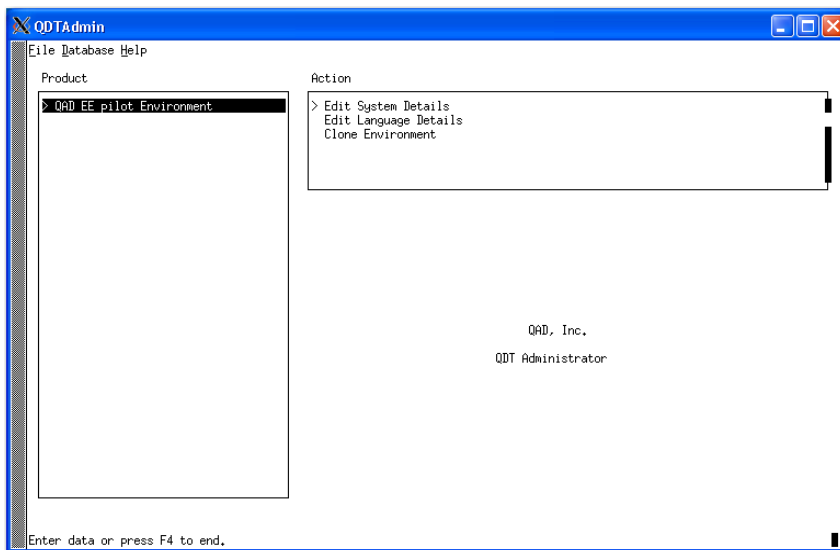 QDTAdmin
File Database Help
Product
Action
> QAD EE pilot Environment
> Edit System Details
Edit Language Details
Clone Environment
QAD, Inc.
QDT Administrator
Enter data or press F4 to end.